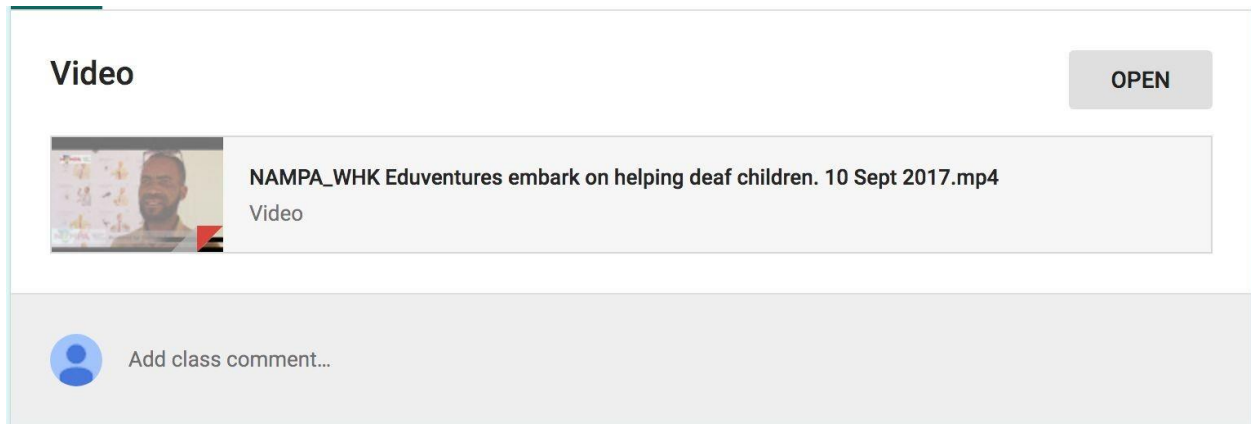 Video
OPEN
NAMPA_WHK Eduventures embark on helping deaf children. 10 Sept 2017.mp4
Video
Add class comment...